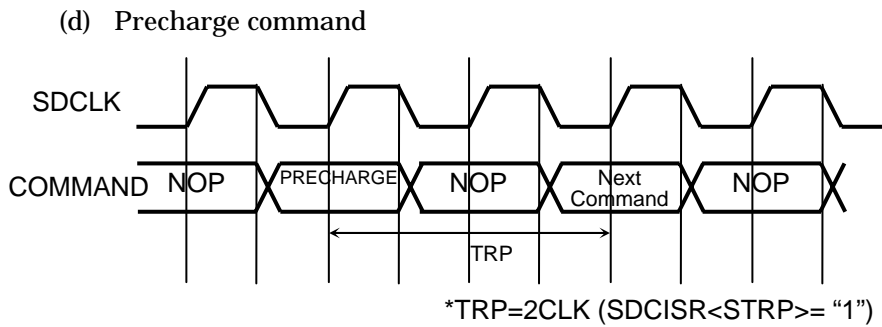 (d) Precharge command
SDCLK
COMMAND NOP PRECHARGE NOP Next Command NOP
TRP
*TRP=2CLK (SDCISR<STRP>= “1”)